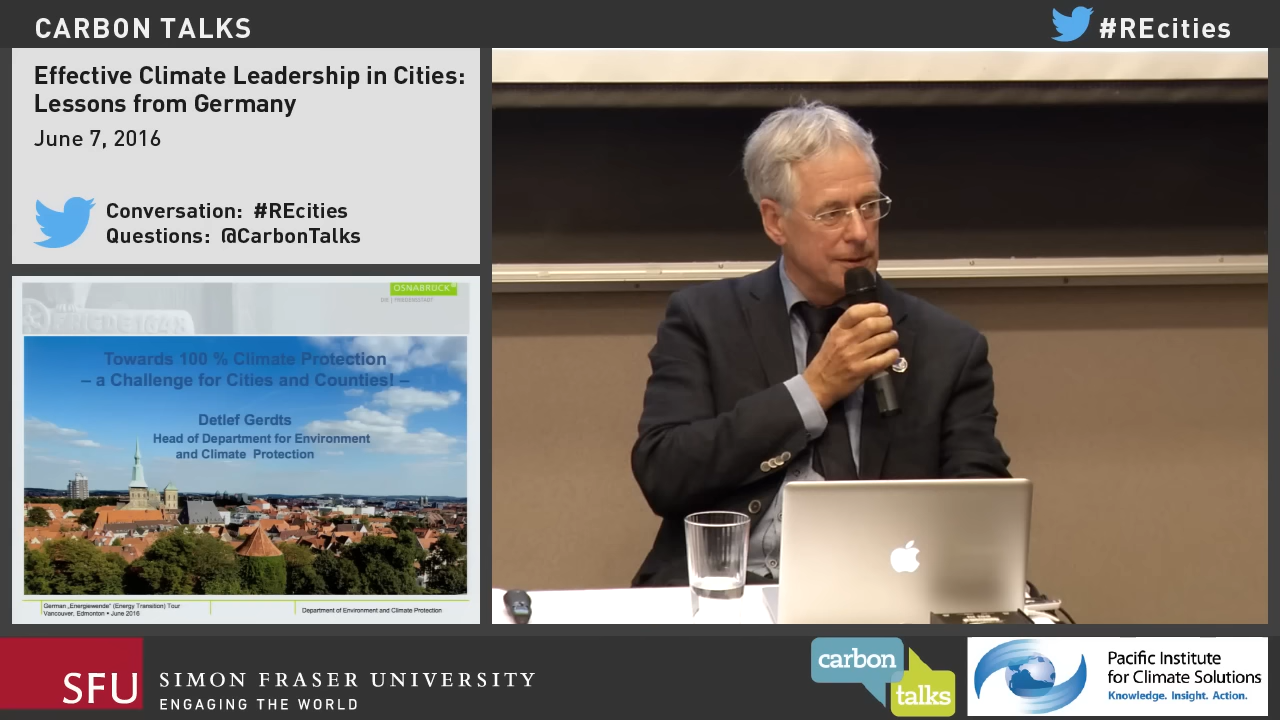 CARBON TALKS
#REcities
Effective Climate Leadership in Cities:
Lessons from Germany
June 7, 2016
Conversation: #REcities
Questions: @CarbonTalks
OSNABRÜCK
DIE | FRIEDENSSTADT
Towards 100 % Climate Protection
– a Challenge for Cities and Counties! –
Detlef Gerdts
Head of Department for Environment
and Climate Protection
German „Energiewende" (Energy Transition) Tour
Vancouver, Edmonton • June 2016
Department of Environment and Climate Protection
SFU
SIMON FRASER UNIVERSITY
ENGAGING THE WORLD
carbon
talks
Pacific Institute
for Climate Solutions
Knowledge. Insight. Action.